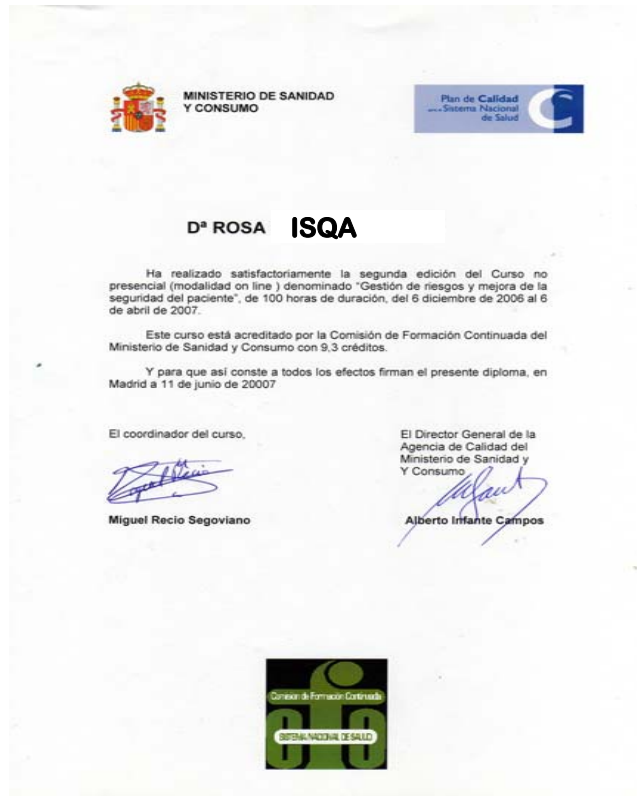 MINISTERIO DE SANIDAD
Y CONSUMO
Plan de Calidad
Sistema Nacional
de Salud
Dª ROSA ISQA
Ha realizado satisfactoriamente la segunda edición del Curso no
presencial (modalidad on line ) denominado "Gestión de riesgos y mejora de la
seguridad del paciente", de 100 horas de duración, del 6 diciembre de 2006 al 6
de abril de 2007.
Este curso está acreditado por la Comisión de Formación Continuada del
Ministerio de Sanidad y Consumo con 9,3 créditos.
Y para que así conste a todos los efectos firman el presente diploma, en
Madrid a 11 de junio de 20007
El coordinador del curso,
Miguel Recio Segoviano
El Director General de la
Agencia de Calidad del
Ministerio de Sanidad y
Y Consumo
Alberto Infante Campos
Comisión de Formación Continuada
SISTEMA NACIONAL DE SALUD